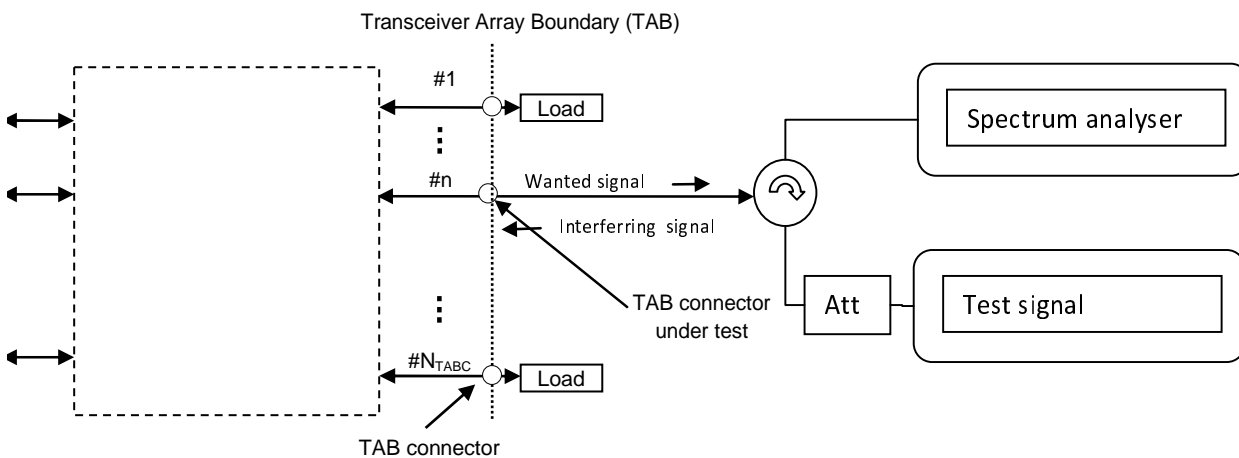 Transceiver Array Boundary (TAB)
#1
Load
Spectrum analyser
#n
Wanted signal
Interferring signal
TAB connector
under test
Att
Test signal
#NTABC
Load
TAB connector